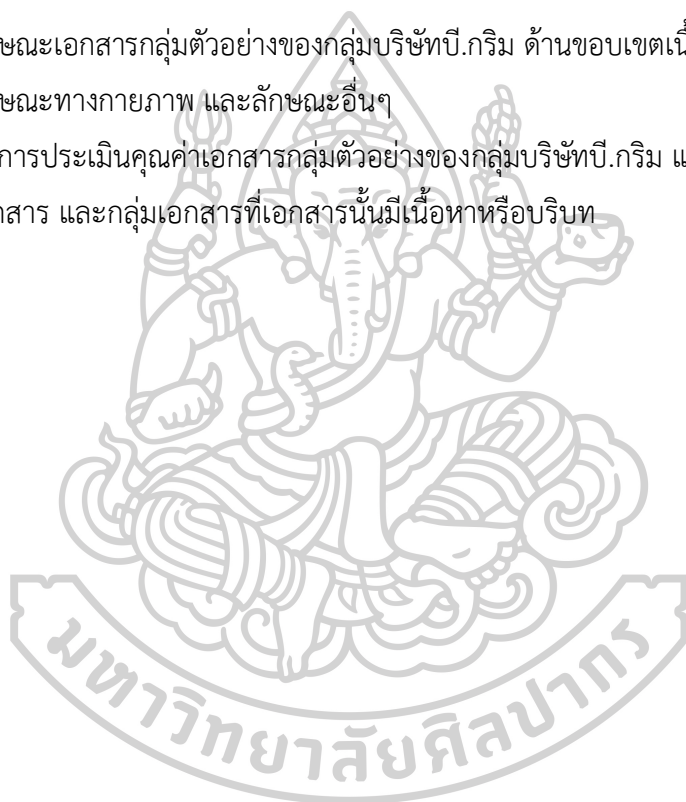 ษณะเอกสารกลุ่มตัวอย่างของกลุ่มบริษัทบี.กริม ด้านขอบเขตเนื้
ษณะทางกายภาพ และลักษณะอื่นๆ
การประเมินคุณค่าเอกสารกลุ่มตัวอย่างของกลุ่มบริษัทบี.กริม แ
กสาร และกลุ่มเอกสารที่เอกสารนั้นมีเนื้อหาหรือบริบท
มหาวิทยาลัยศิลปากร